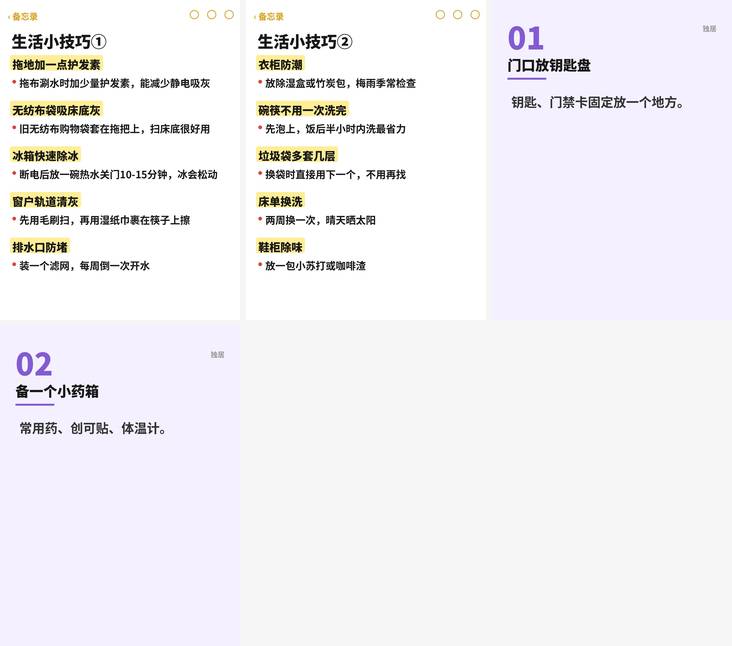 ‹ 备忘录
生活小技巧①
拖地加一点护发素
• 拖布涮水时加少量护发素，能减少静电吸灰
无纺布袋吸床底灰
• 旧无纺布购物袋套在拖把上，扫床底很好用
冰箱快速除冰
• 断电后放一碗热水关门10-15分钟，冰会松动
窗户轨道清灰
• 先用毛刷扫，再用湿纸巾裹在筷子上擦
排水口防堵
• 装一个滤网，每周倒一次开水
‹ 备忘录
生活小技巧②
衣柜防潮
• 放除湿盒或竹炭包，梅雨季常检查
碗筷不用一次洗完
• 先泡上，饭后半小时内洗最省力
垃圾袋多套几层
• 换袋时直接用下一个，不用再找
床单换洗
• 两周换一次，晴天晒太阳
鞋柜除味
• 放一包小苏打或咖啡渣
01
独居
门口放钥匙盘
钥匙、门禁卡固定放一个地方。
02
独居
备一个小药箱
常用药、创可贴、体温计。